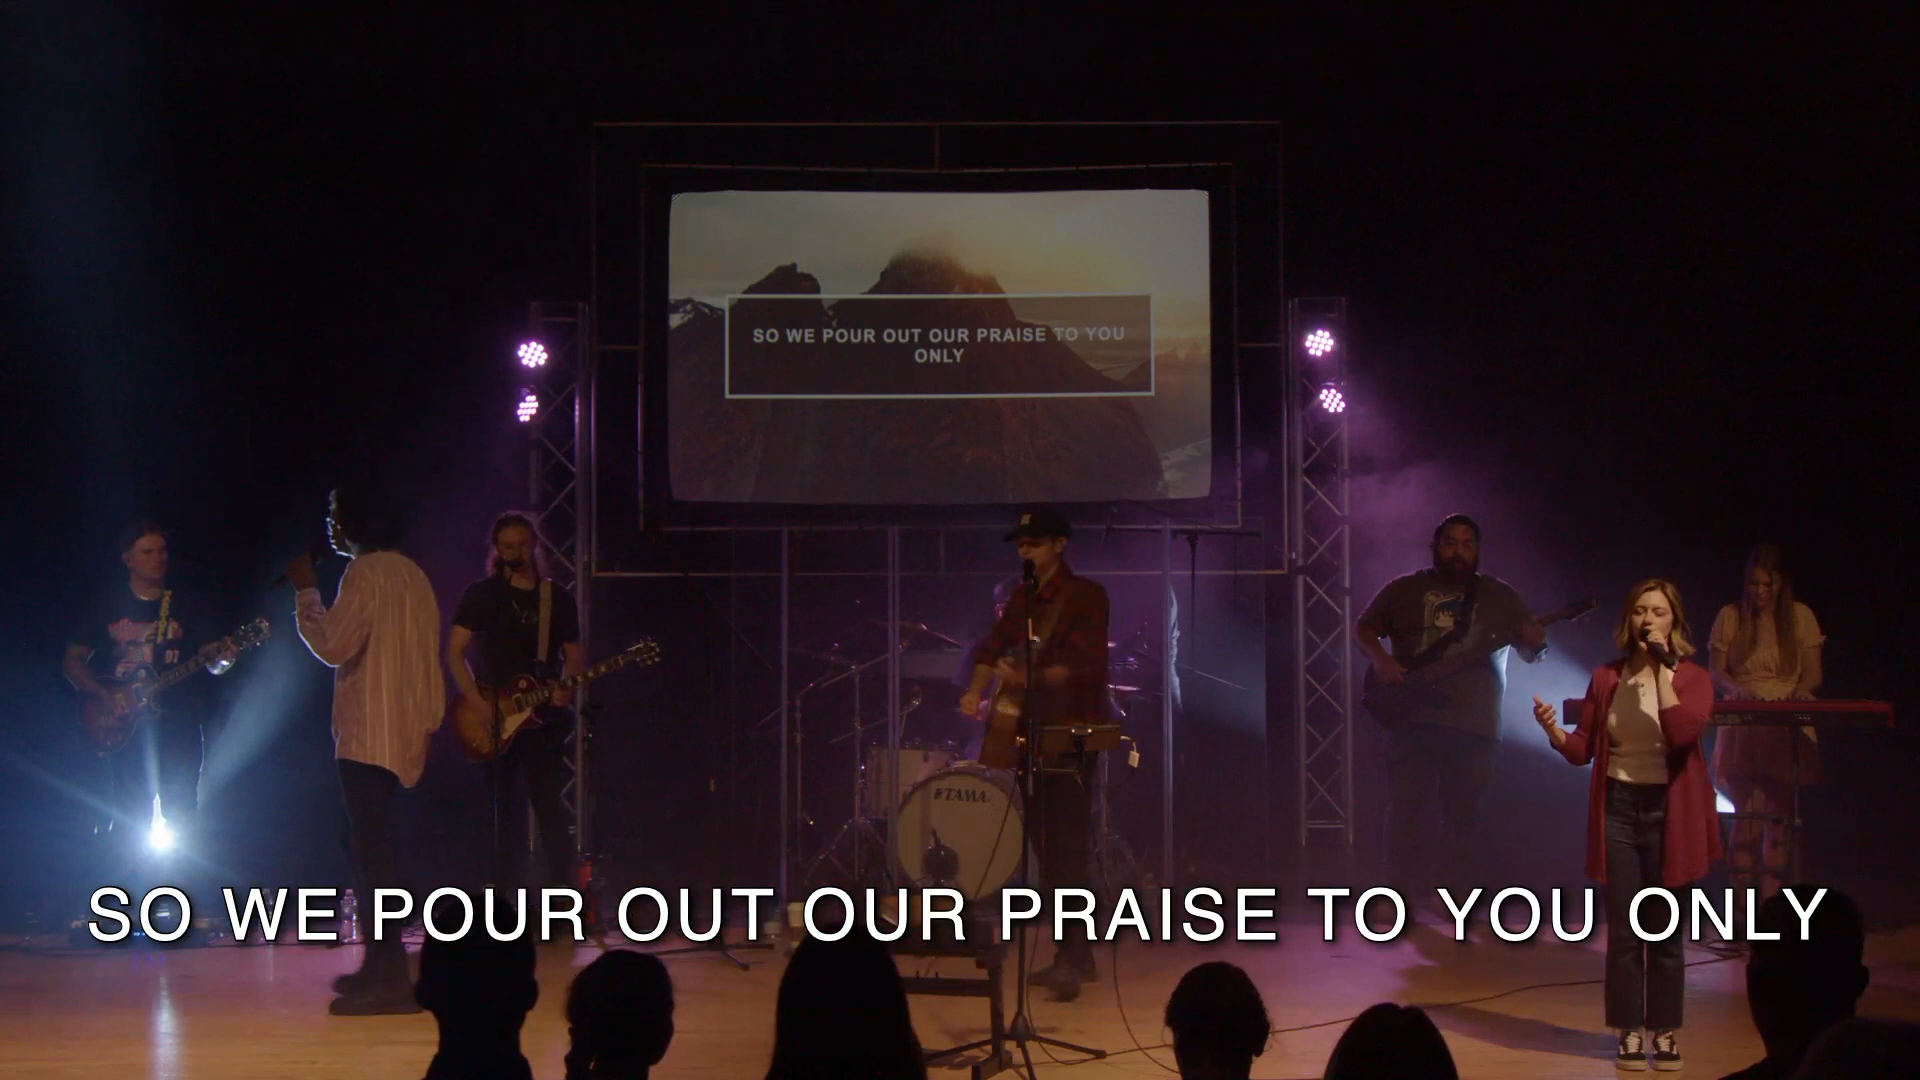 SO WE POUR OUT OUR PRAISE TO YOU
ONLY
TAMA
SO WE POUR OUT OUR PRAISE TO YOU ONLY